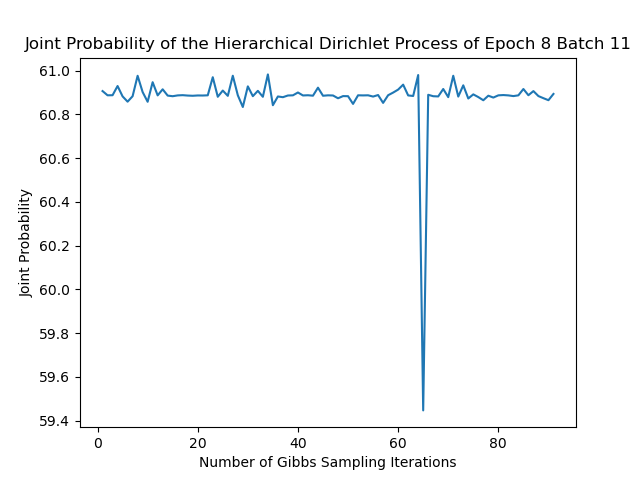 Joint Probability of the Hierarchical Dirichlet Process of Epoch 8 Batch 11
61.0
60.8
60.6
60.4
60.2
60.0
59.8
59.6
59.4
Joint Probability
0 20 40 60 80
Number of Gibbs Sampling Iterations